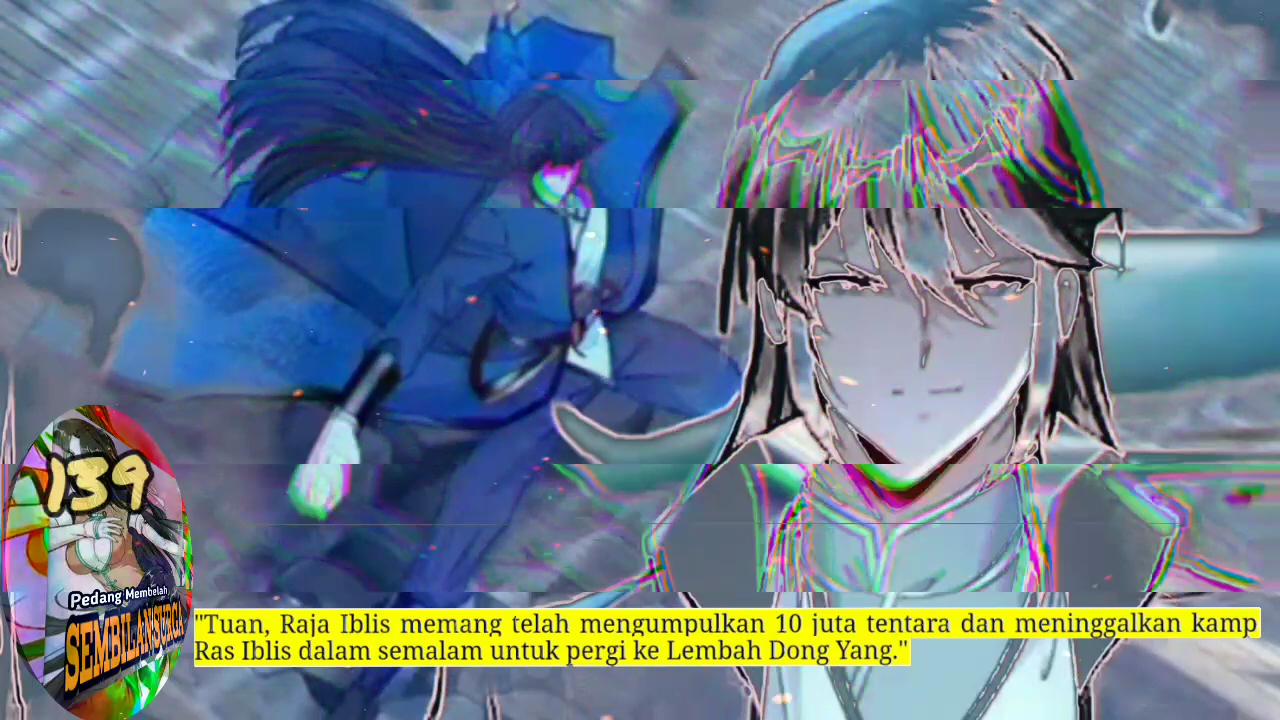 139
Pedang Membelah
SEMBILAN SURGA
"Tuan, Raja Iblis memang telah mengumpulkan 10 juta tentara dan meninggalkan kamp
Ras Iblis dalam semalam untuk pergi ke Lembah Dong Yang."